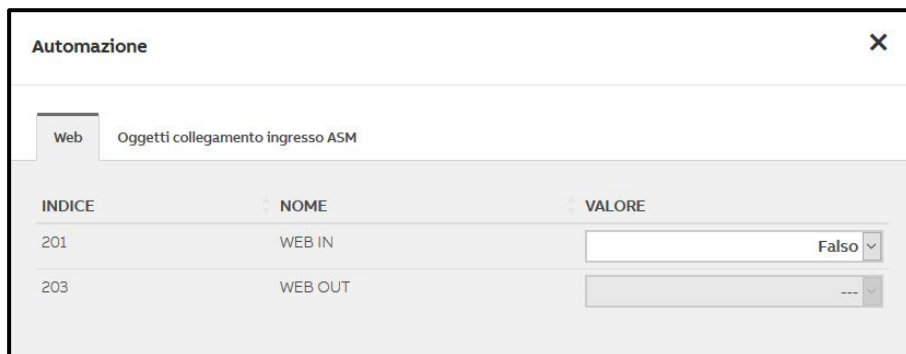 Automazione
Web Oggetti collegamento ingresso ASM
INDICE NOME VALORE
201 WEB IN Falso
203 WEB OUT ---